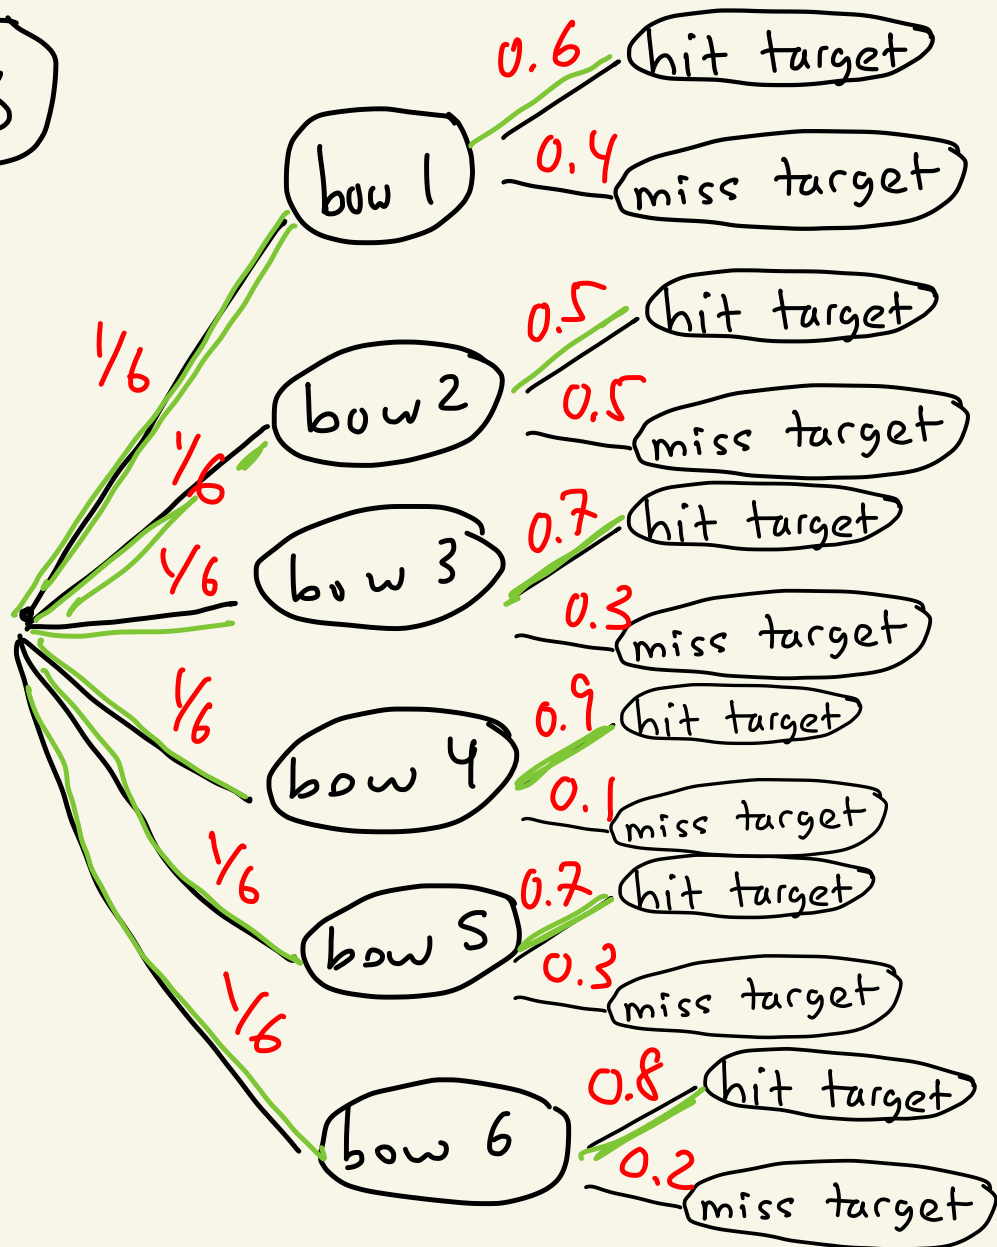 0.6 hit target
bow 1
0.4 miss target
1/6
0.5 hit target
bow 2
0.5 miss target
1/6
0.7 hit target
bow 3
1/6
0.3 miss target
1/6
0.9 hit target
bow 4
0.1 miss target
1/6
0.7 hit target
bow 5
0.3 miss target
1/6
0.8 hit target
bow 6
0.2 miss target